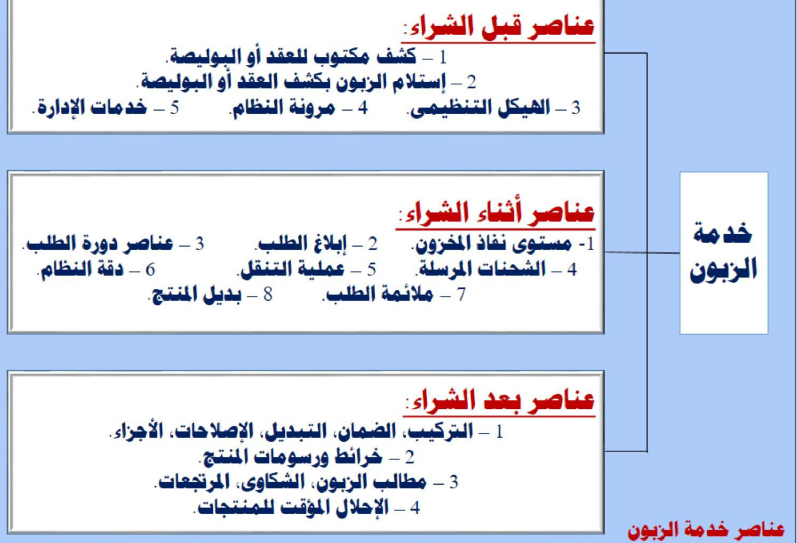 عناصر قبل الشراء:
1 – كشف مكتوب للعقد أو البوليصة.
2 – إستلام الزبون بكشف العقد أو البوليصة.
3 – الهيكل التنظيمى. 4 – مرونة النظام. 5 – خدمات الإدارة.
خدمة
الزبون
عناصر أثناء الشراء:
1- مستوى نفاذ المخزون. 2 – إبلاغ الطلب. 3 – عناصر دورة الطلب.
4 – الشحنات المرسلة. 5 – عملية التنقل. 6 – دقة النظام.
7 – ملائمة الطلب. 8 – بديل المنتج.
عناصر بعد الشراء:
1 – التركيب، الضمان، التبديل، الإصلاحات، الأجزاء.
2 – خرائط ورسومات المنتج.
3 – مطالب الزبون، الشكاوى، المرتجعات.
4 – الإحلال المؤقت للمنتجات.
عناصر خدمة الزبون